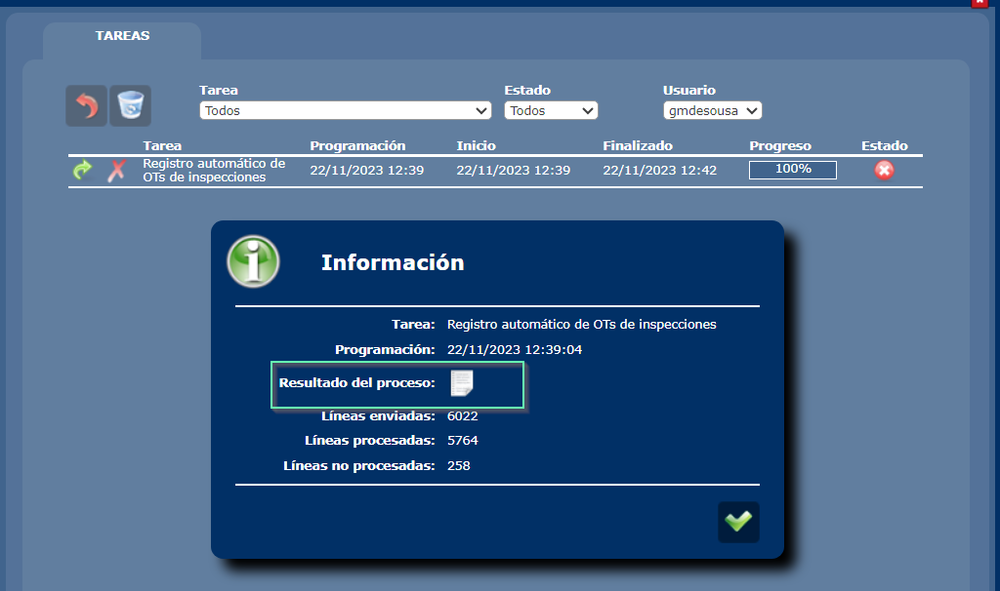 TAREAS
Tarea Estado Usuario
Todos Todos gmdesousa
Tarea Programación Inicio Finalizado Progreso Estado
Registro automático de
OTs de inspecciones
22/11/2023 12:39 22/11/2023 12:39 22/11/2023 12:42 100%
Información
Tarea: Registro automático de OTs de inspecciones
Programación: 22/11/2023 12:39:04
Resultado del proceso:
Líneas enviadas: 6022
Líneas procesadas: 5764
Líneas no procesadas: 258